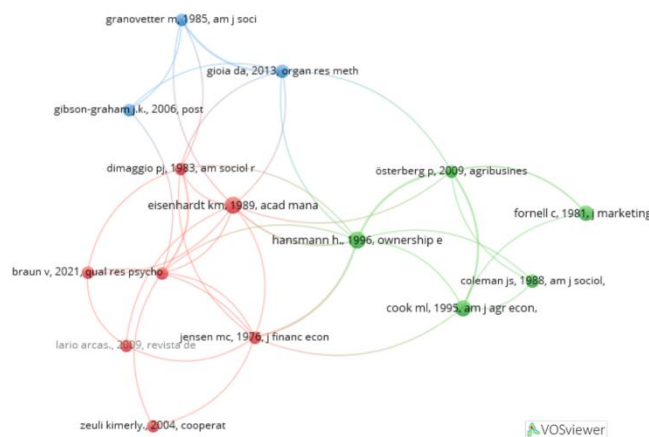 granovetter m, 1985, am j soci
gioia da, 2013, organ res meth
gibson-graham j.k., 2006, post
dimaggio pj, 1983, am sociol r
österberg p, 2009, agribusines
eisenhardt km, 1989, acad mana
fornell c, 1981, j marketing
hansmann h., 1996, ownership e
braun v, 2021, qual res psycho
coleman js, 1988, am j sociol,
cook ml, 1995, am j agr econ,
jensen mc, 1976, j financ econ
lario arcas., 2009, revista de
zeuli kimerly., 2004, cooperat
VOSviewer